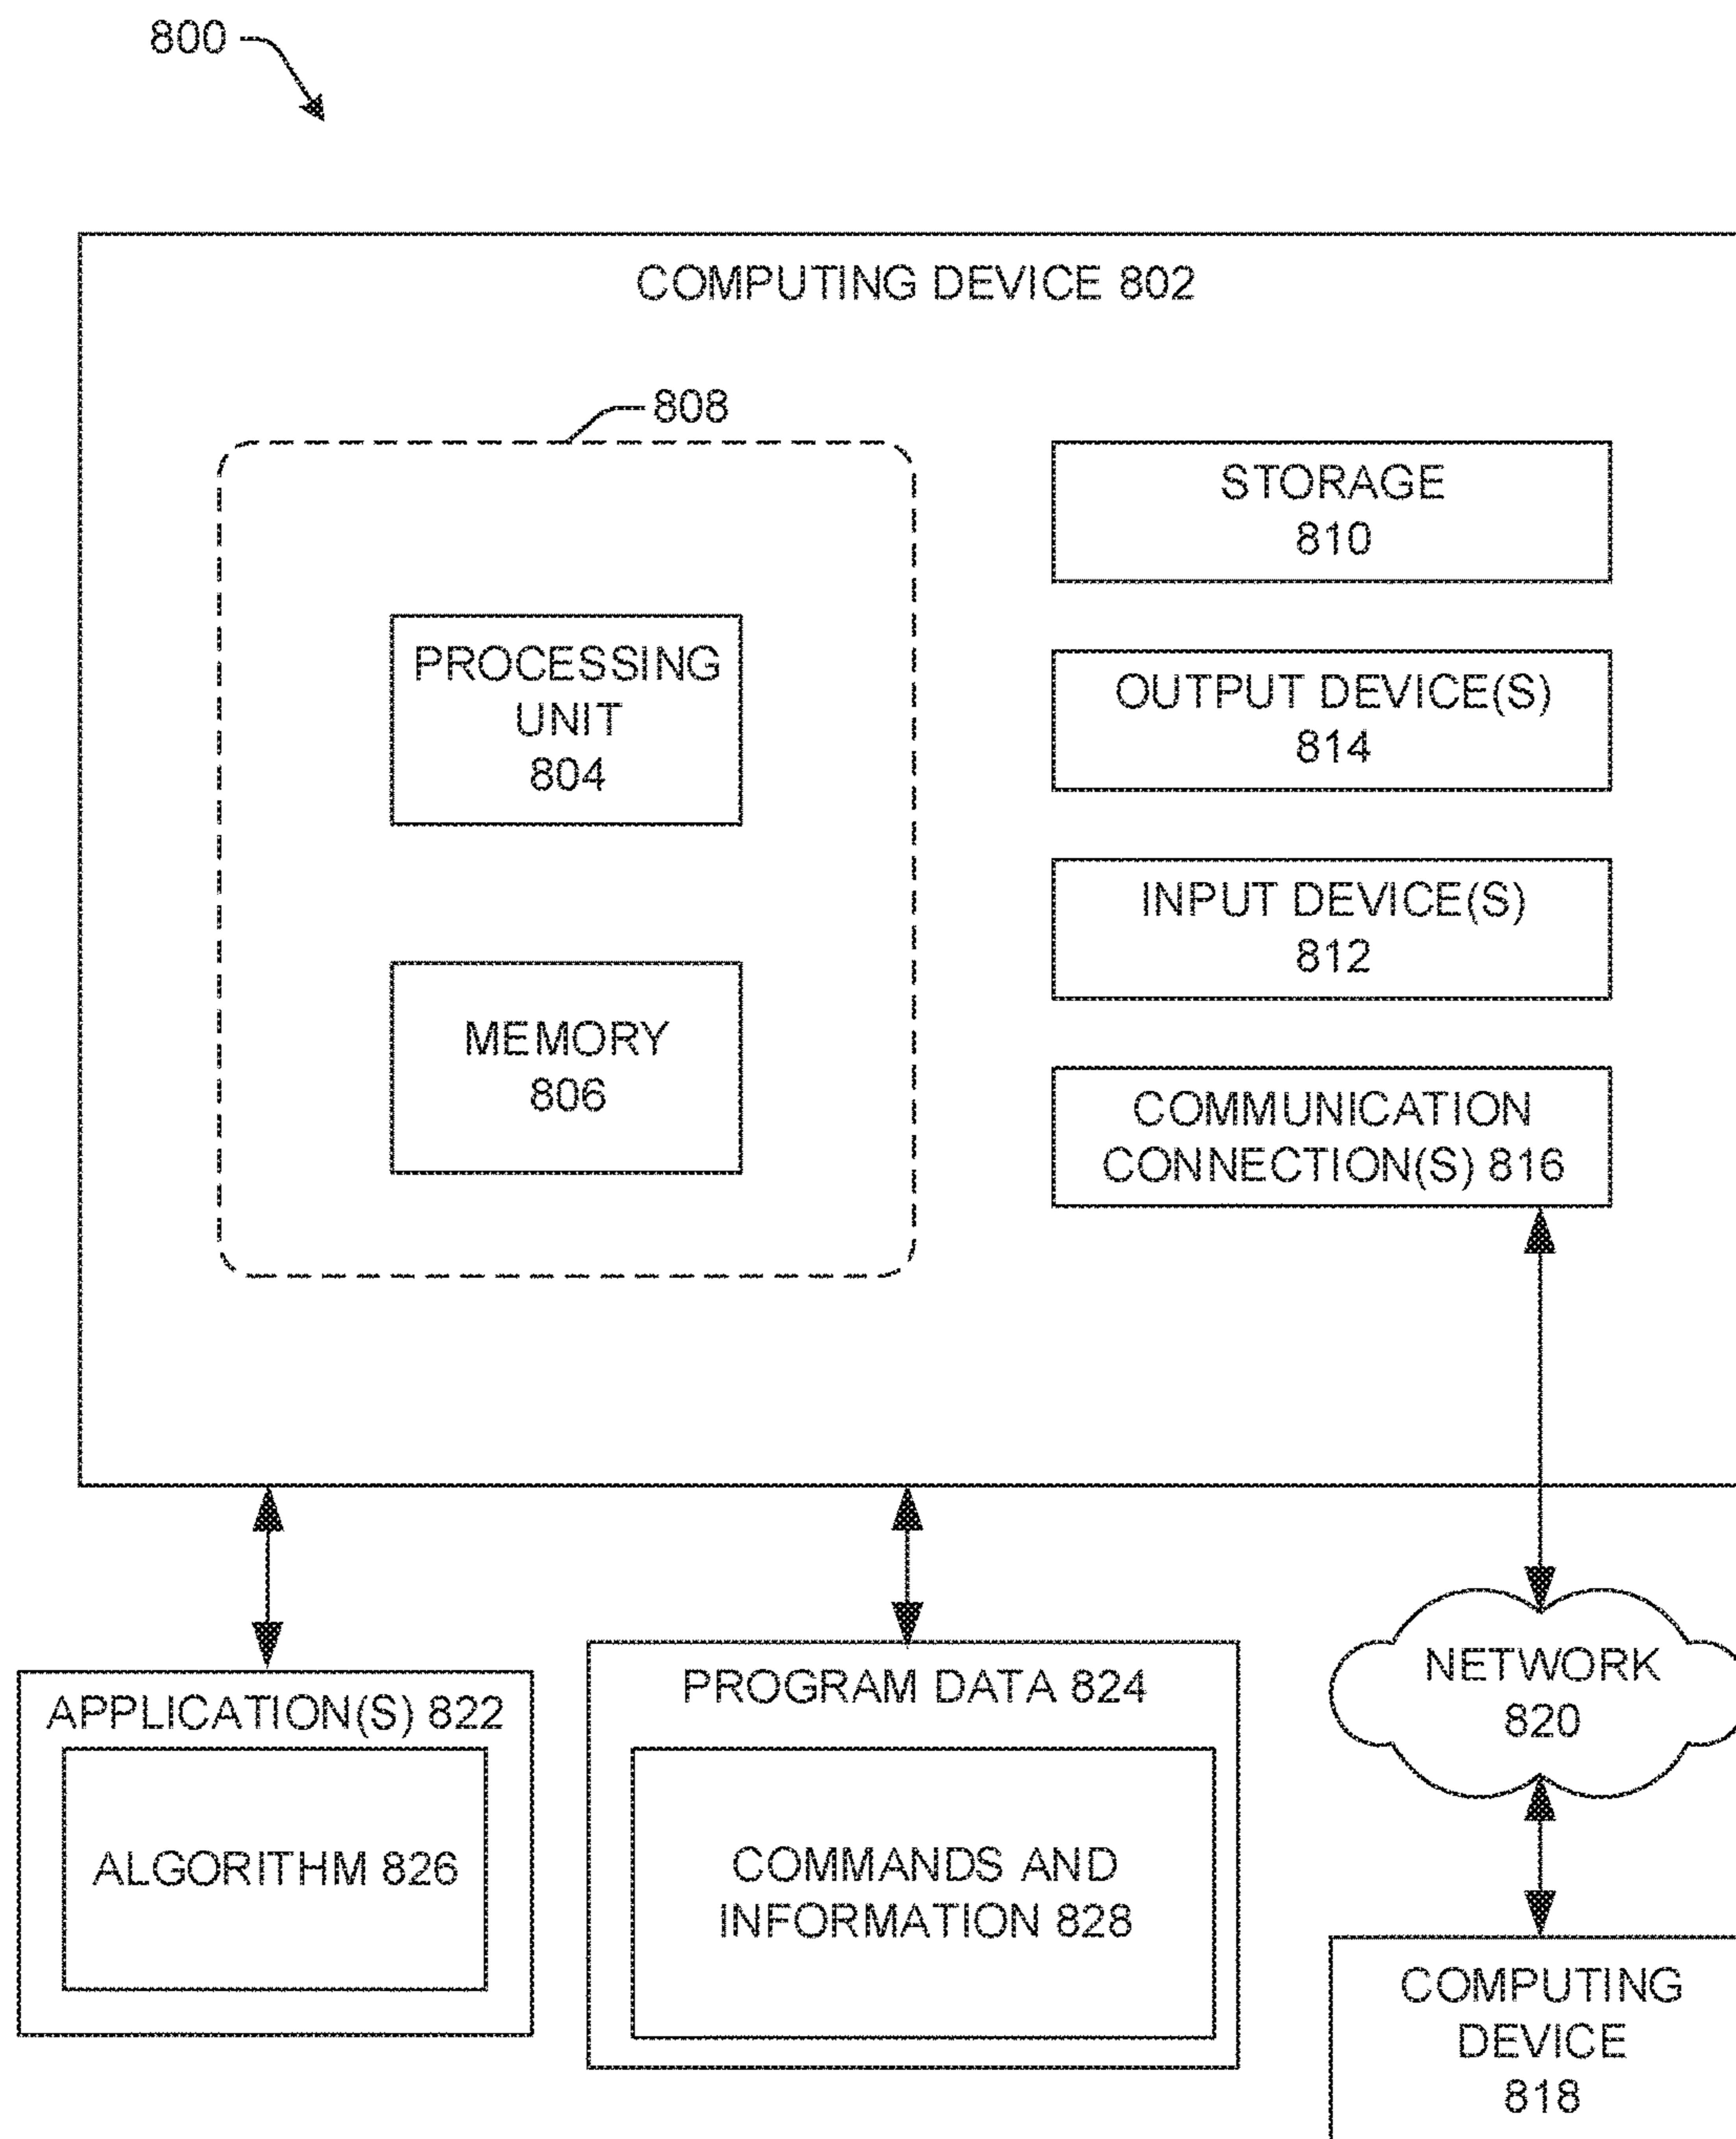 800
COMPUTING DEVICE 802
808
PROCESSING
UNIT
804
MEMORY
806
STORAGE
810
OUTPUT DEVICE(S)
814
INPUT DEVICE(S)
812
COMMUNICATION
CONNECTION(S) 816
APPLICATION(S) 822
ALGORITHM 826
PROGRAM DATA 824
COMMANDS AND
INFORMATION 828
NETWORK
820
COMPUTING
DEVICE
818